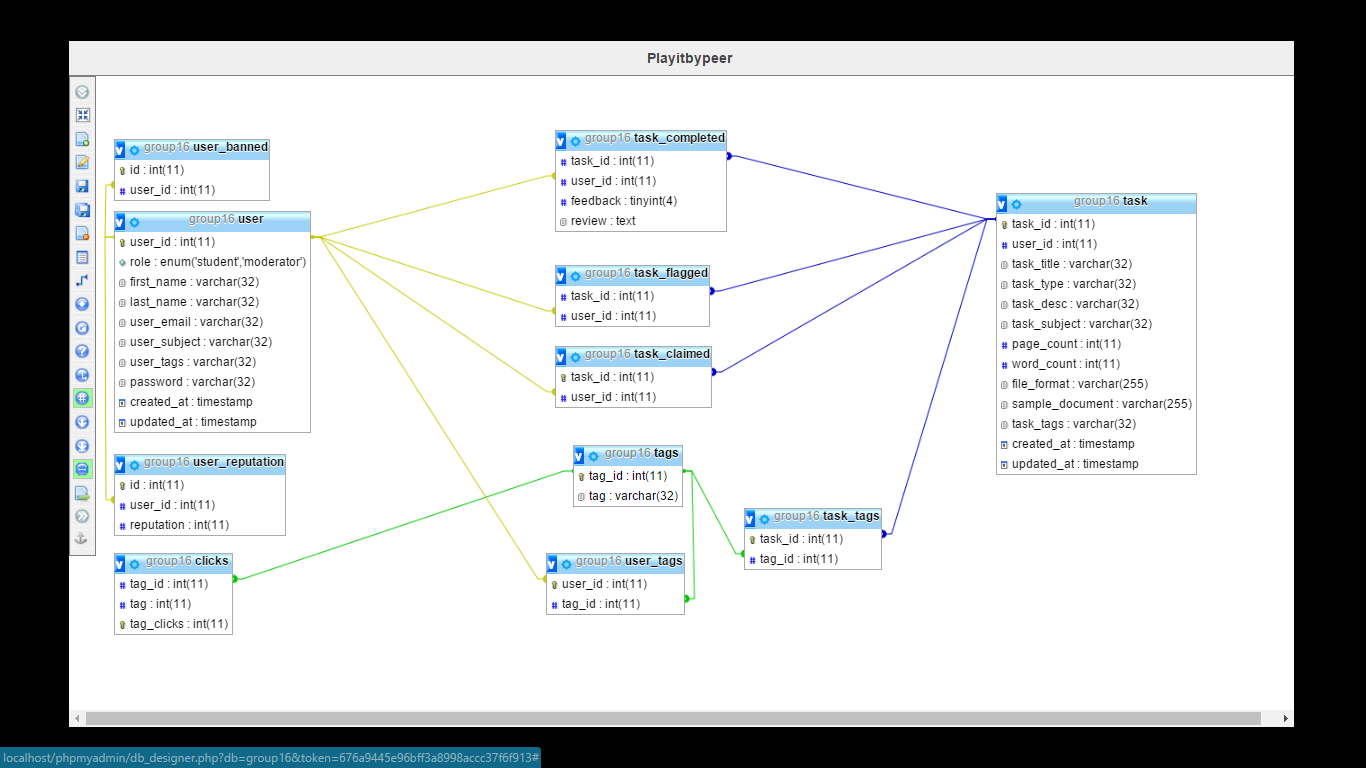 Playitbypeer
group16 user_banned
id : int(11)
user_id : int(11)
group16 user
user_id : int(11)
role : enum('student','moderator')
first_name : varchar(32)
last_name : varchar(32)
user_email : varchar(32)
user_subject : varchar(32)
user_tags : varchar(32)
password : varchar(32)
created_at : timestamp
updated_at : timestamp
group16 user_reputation
id : int(11)
user_id : int(11)
reputation : int(11)
group16 clicks
tag_id : int(11)
tag : int(11)
tag_clicks : int(11)
group16 task_completed
task_id : int(11)
user_id : int(11)
feedback : tinyint(4)
review : text
group16 task_flagged
task_id : int(11)
user_id : int(11)
group16 task_claimed
task_id : int(11)
user_id : int(11)
group16 tags
tag_id : int(11)
tag : varchar(32)
group16 user_tags
user_id : int(11)
tag_id : int(11)
group16 task_tags
task_id : int(11)
tag_id : int(11)
group16 task
task_id : int(11)
user_id : int(11)
task_title : varchar(32)
task_type : varchar(32)
task_desc : varchar(32)
task_subject : varchar(32)
page_count : int(11)
word_count : int(11)
file_format : varchar(255)
sample_document : varchar(255)
task_tags : varchar(32)
created_at : timestamp
updated_at : timestamp
localhost/phpmyadmin/db_designer.php?db=group16&token=676a9445e96bff3a8998accc37f6f913#